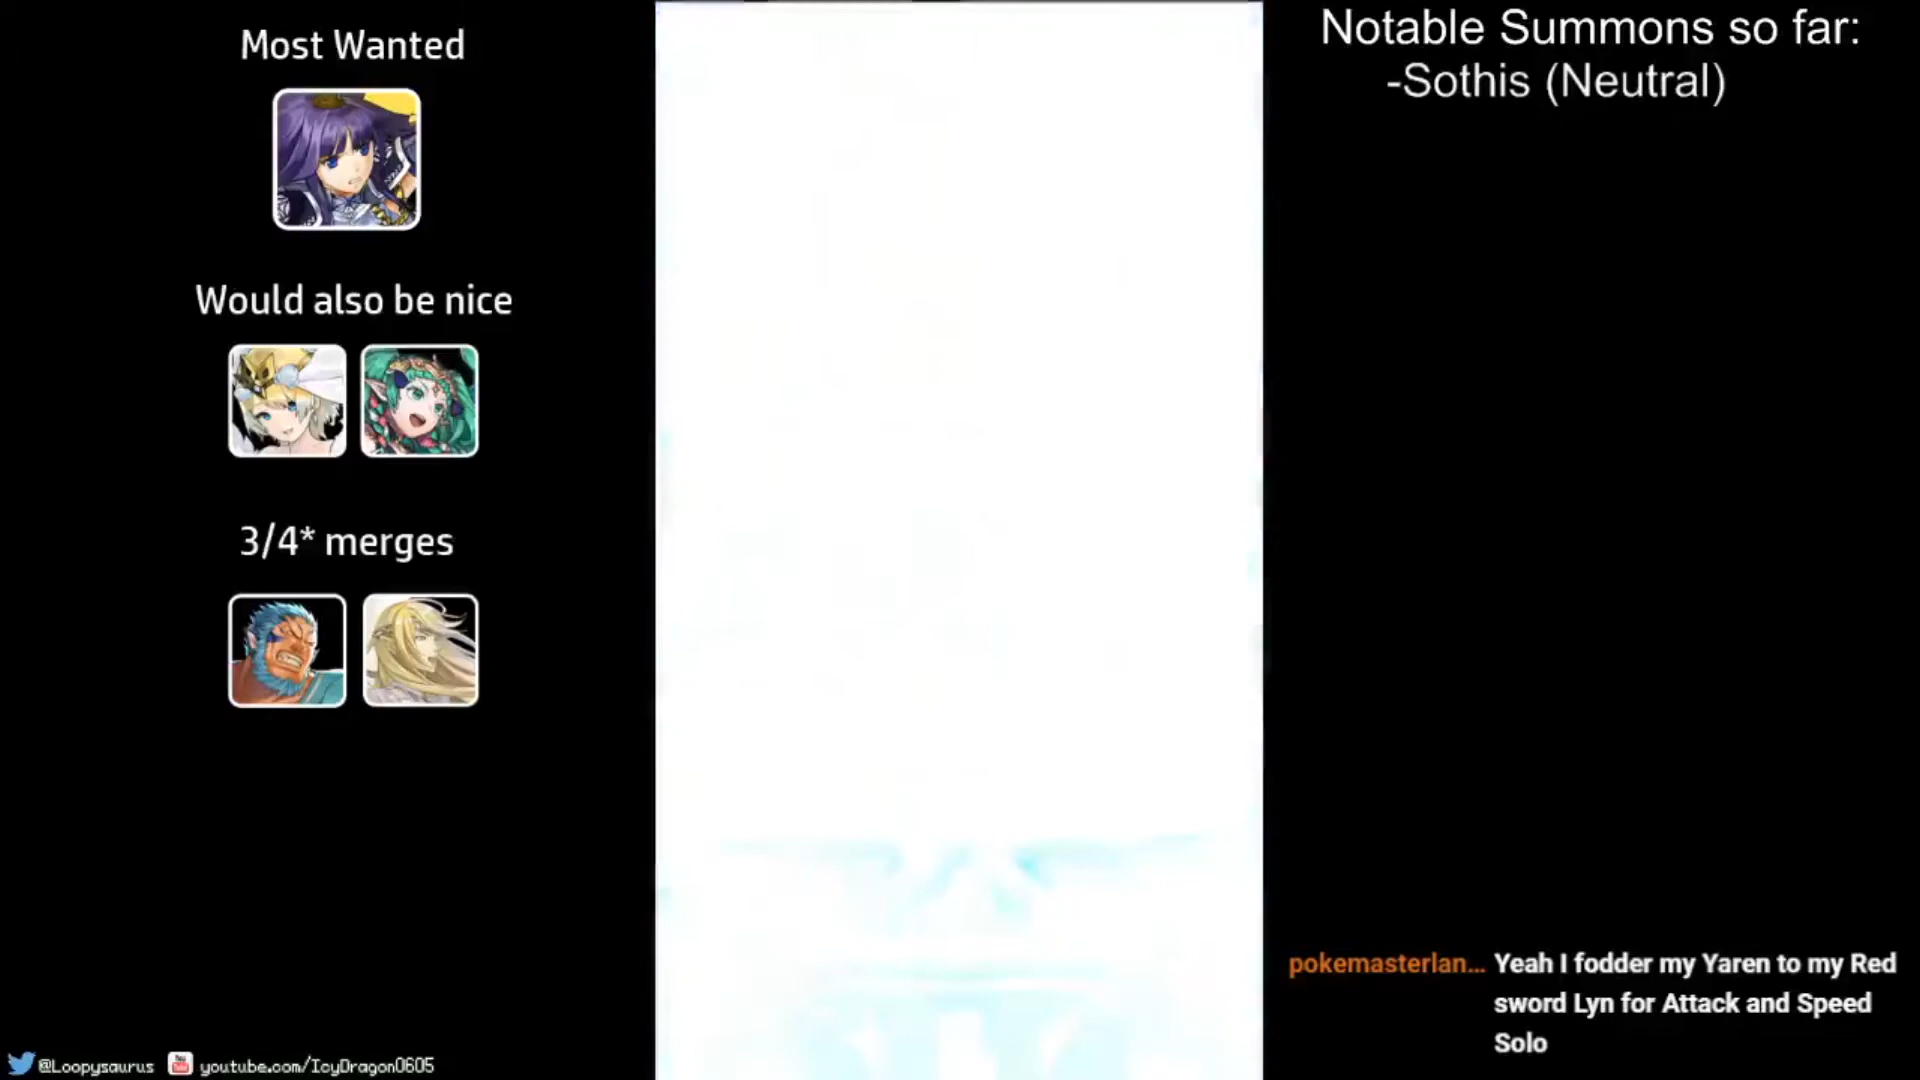 Most Wanted
Would also be nice
3/4* merges
@Loopysaurus youtube.com/IcyDragon0605
Notable Summons so far:
-Sothis (Neutral)
pokemasterlan… Yeah I fodder my Yaren to my Red
sword Lyn for Attack and Speed
Solo